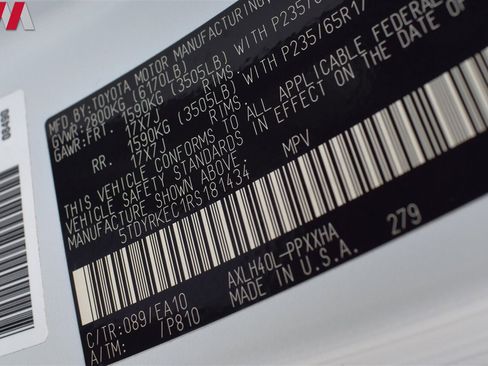 08499
MFD.BY:TOYOTA MOTOR MANUFACTURING
GVWR:2800KG (6170LB)
GAWR:FRT. 1590KG (3505LB) WITH P235/
17X7J RIMS,
RR. 1590KG (3505LB) WITH P235/65R17
17X7J RIMS,
THIS VEHICLE CONFORMS TO ALL APPLICABLE FEDERAL
VEHICLE SAFETY STANDARDS IN EFFECT ON THE DATE OF
MANUFACTURE SHOWN ABOVE.
5TDYRKEC1RS181434 MPV
C/TR:089/EA10 AXLH40L-PPXXHA
A/TM: /P810 MADE IN U.S.A. 279